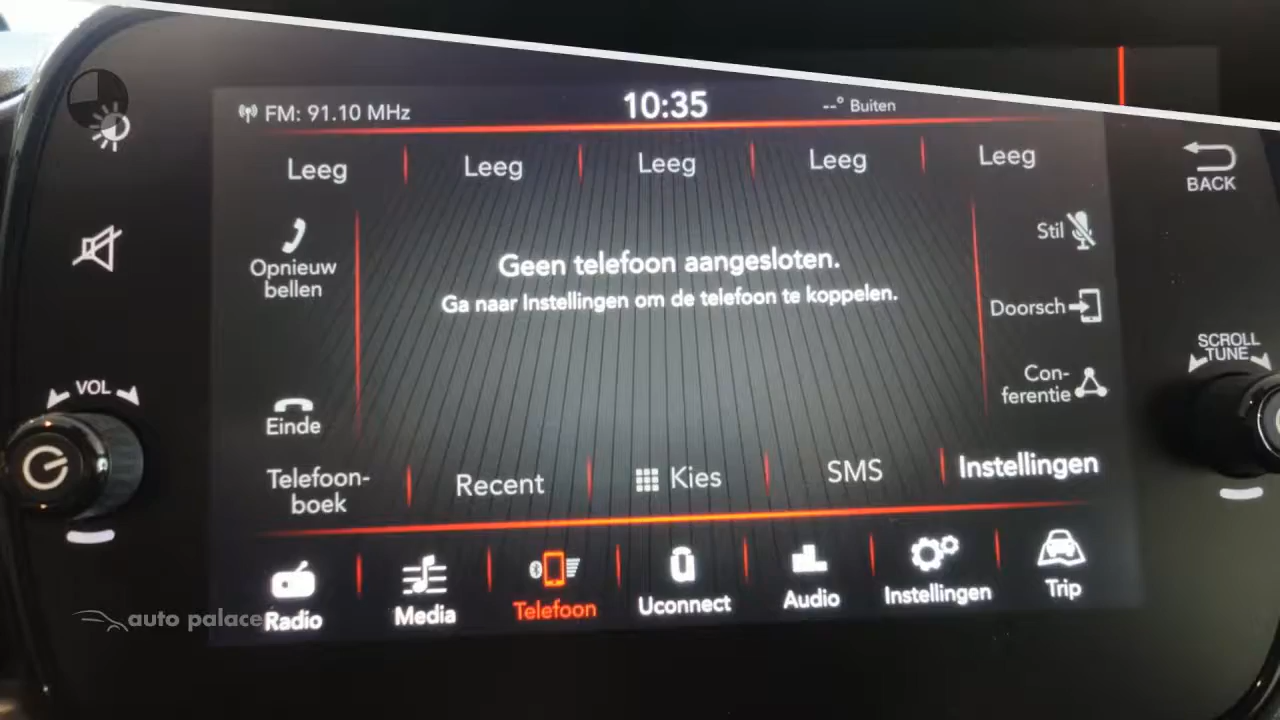 FM: 91.10 MHz 10:35 --° Buiten
Leeg Leeg Leeg Leeg Leeg
BACK
Opnieuw
bellen
Geen telefoon aangesloten.
Ga naar Instellingen om de telefoon te koppelen.
Stil
Doorsch
SCROLL
TUNE
Con-
ferentie
VOL
Einde
Telefoon-
boek
Recent Kies SMS Instellingen
Radio Media Telefoon Uconnect Audio Instellingen Trip
auto palace